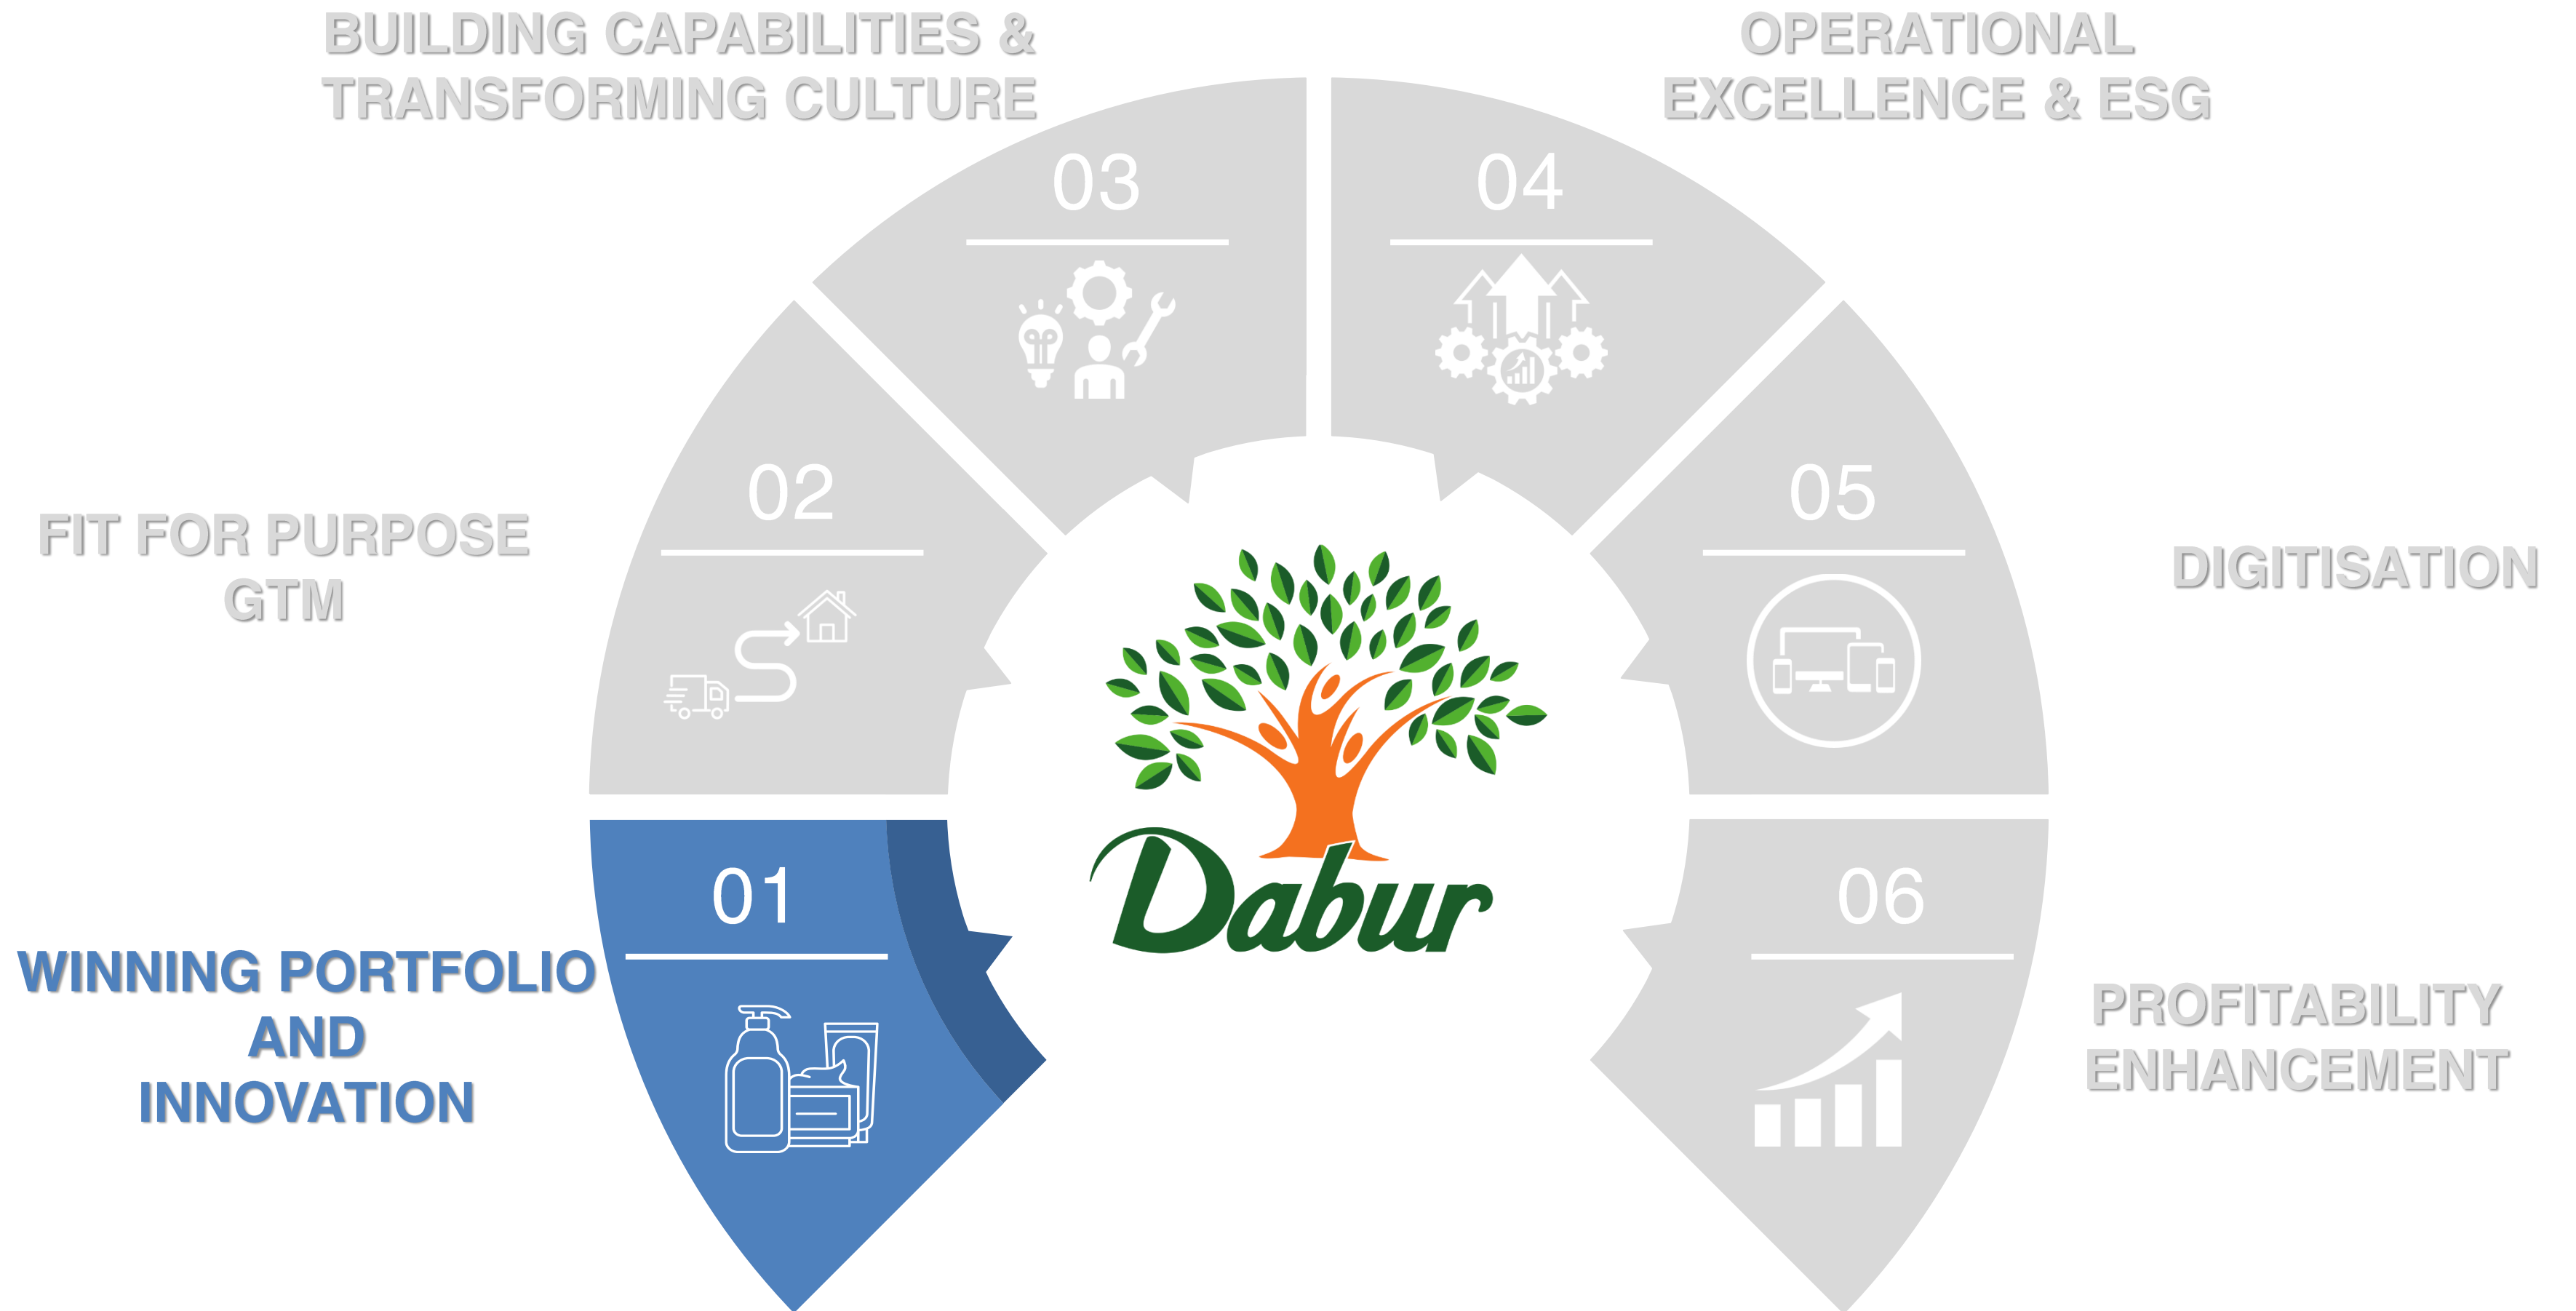 BUILDING CAPABILITIES &
TRANSFORMING CULTURE
OPERATIONAL
EXCELLENCE & ESG
03
04
02
05
FIT FOR PURPOSE
GTM
DIGITISATION
Dabur
01
06
WINNING PORTFOLIO
AND
INNOVATION
PROFITABILITY
ENHANCEMENT